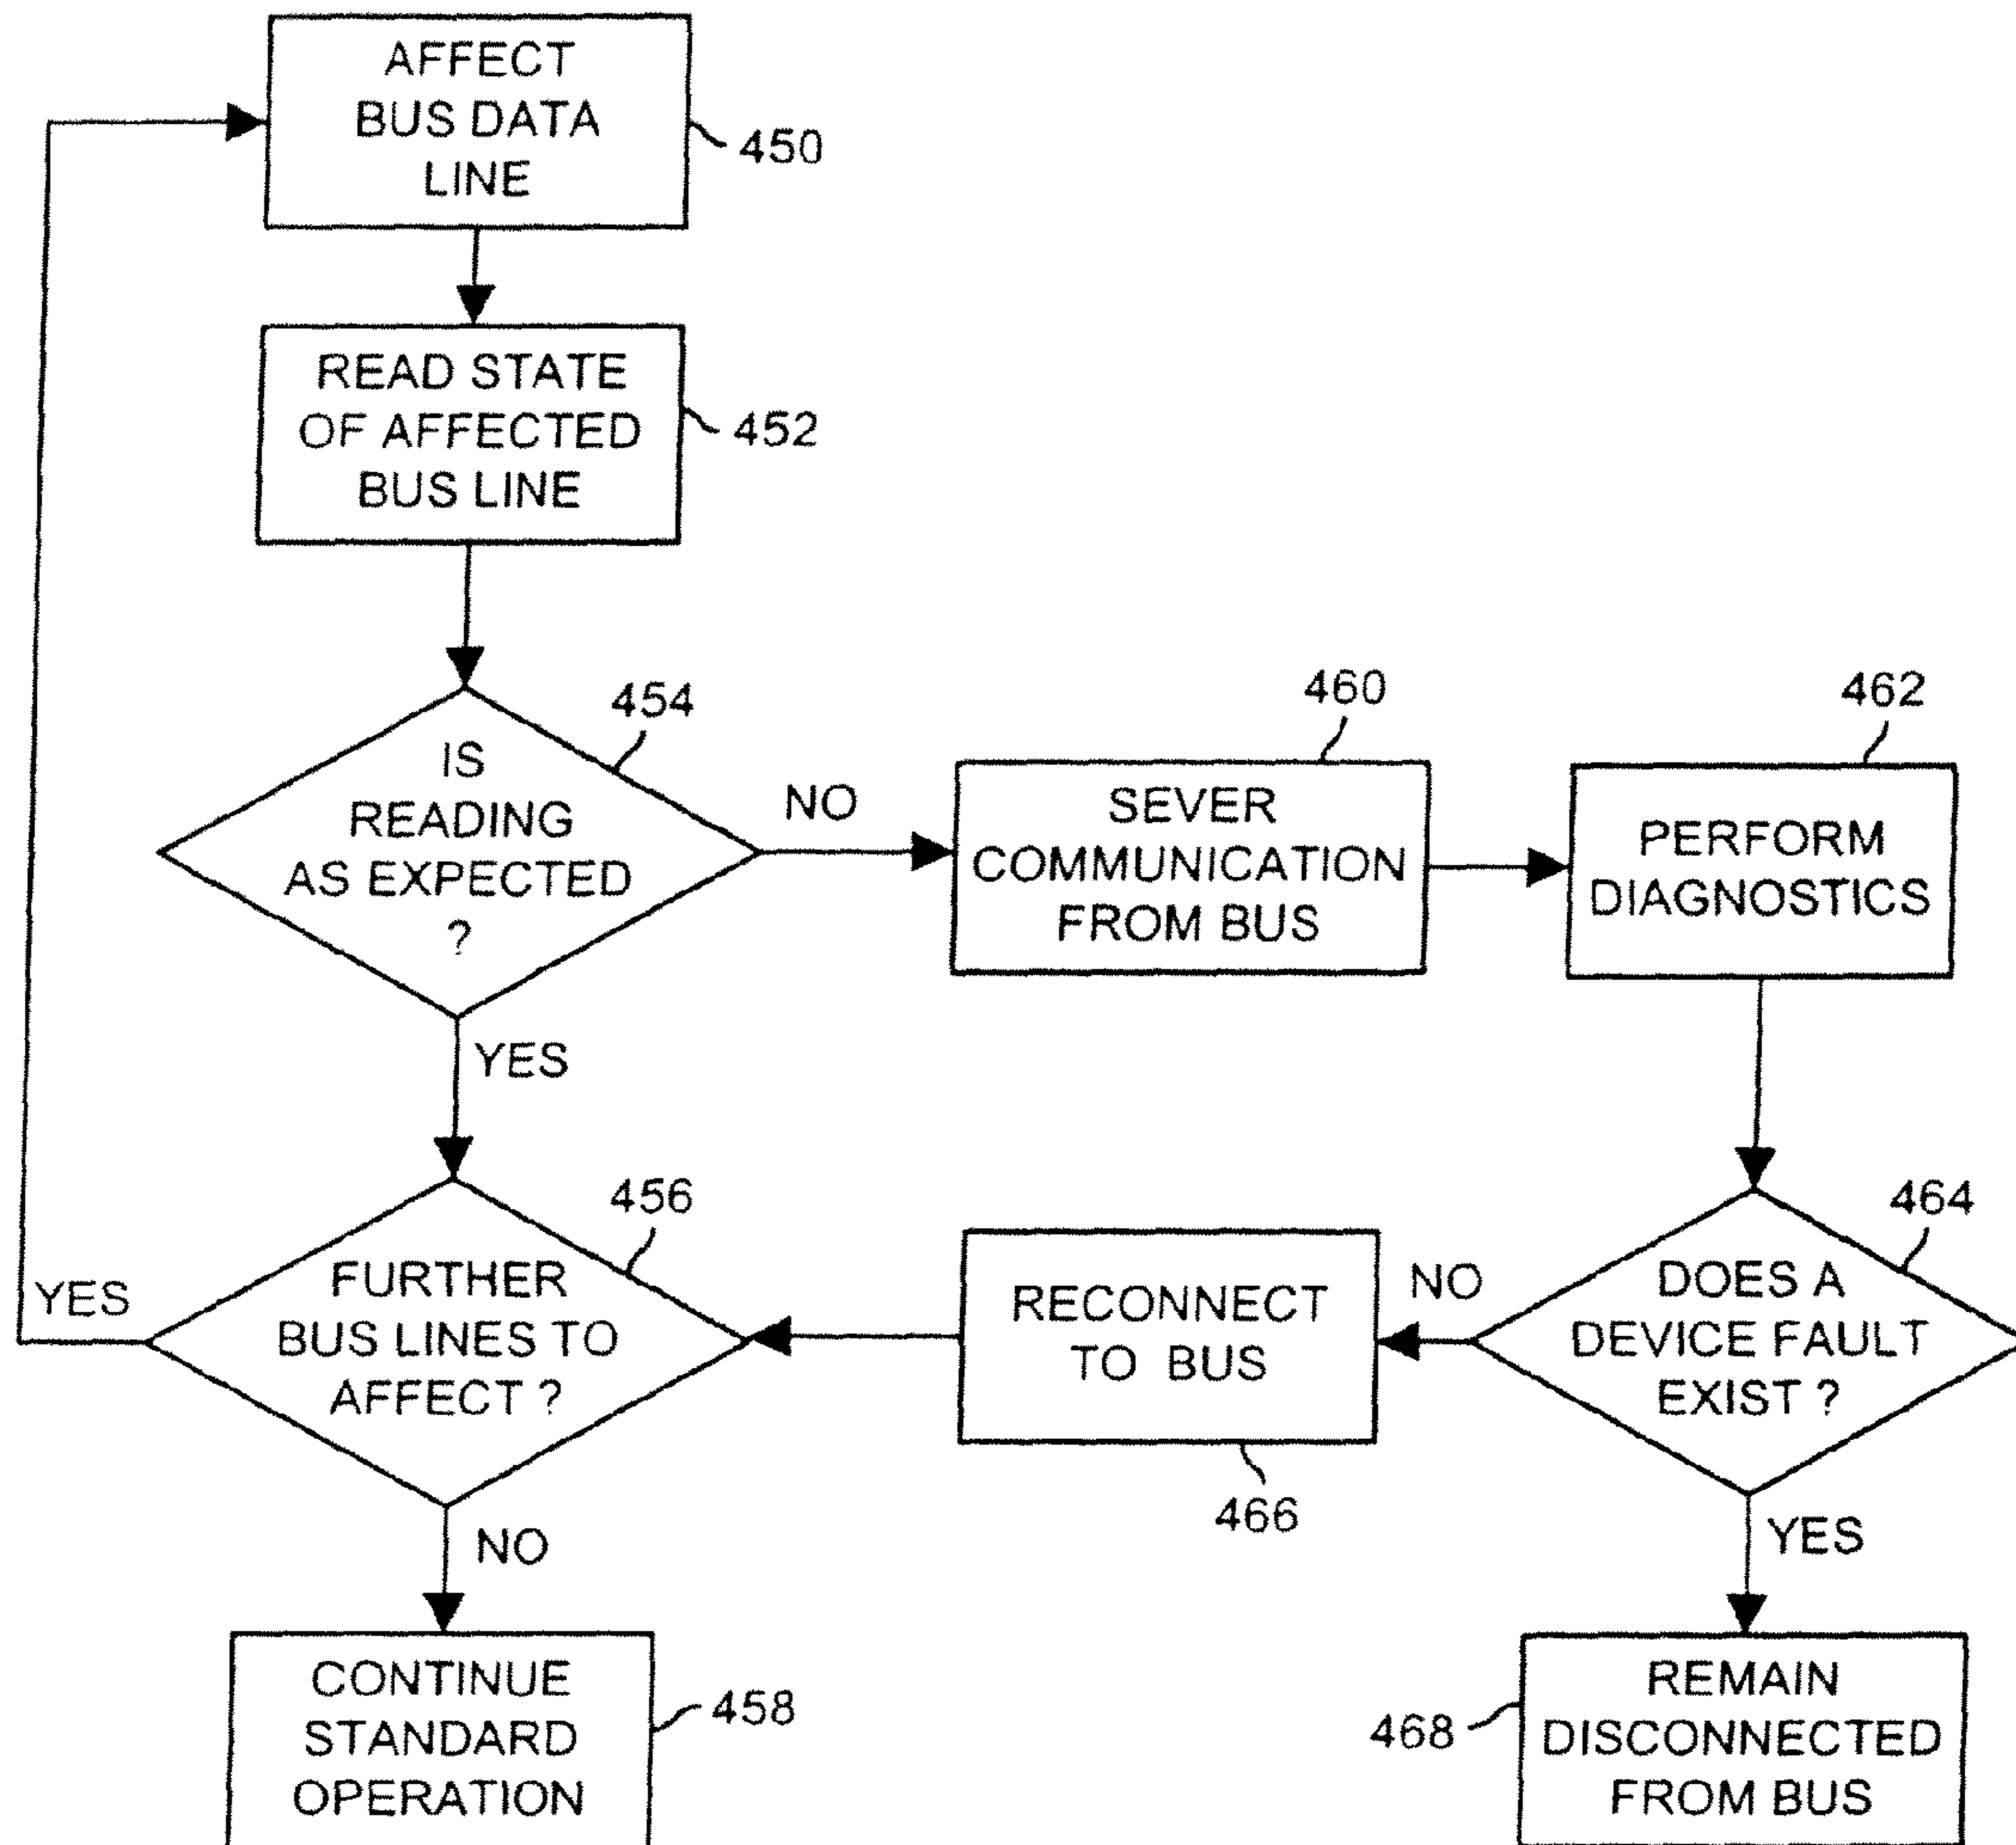 AFFECT
BUS DATA
LINE
450
READ STATE
OF AFFECTED
BUS LINE
452
454
IS
READING
AS EXPECTED
?
NO
YES
460
SEVER
COMMUNICATION
FROM BUS
462
PERFORM
DIAGNOSTICS
456
FURTHER
BUS LINES TO
AFFECT ?
YES
NO
RECONNECT
TO BUS
466
464
DOES A
DEVICE FAULT
EXIST ?
NO
YES
CONTINUE
STANDARD
OPERATION
458
468
REMAIN
DISCONNECTED
FROM BUS